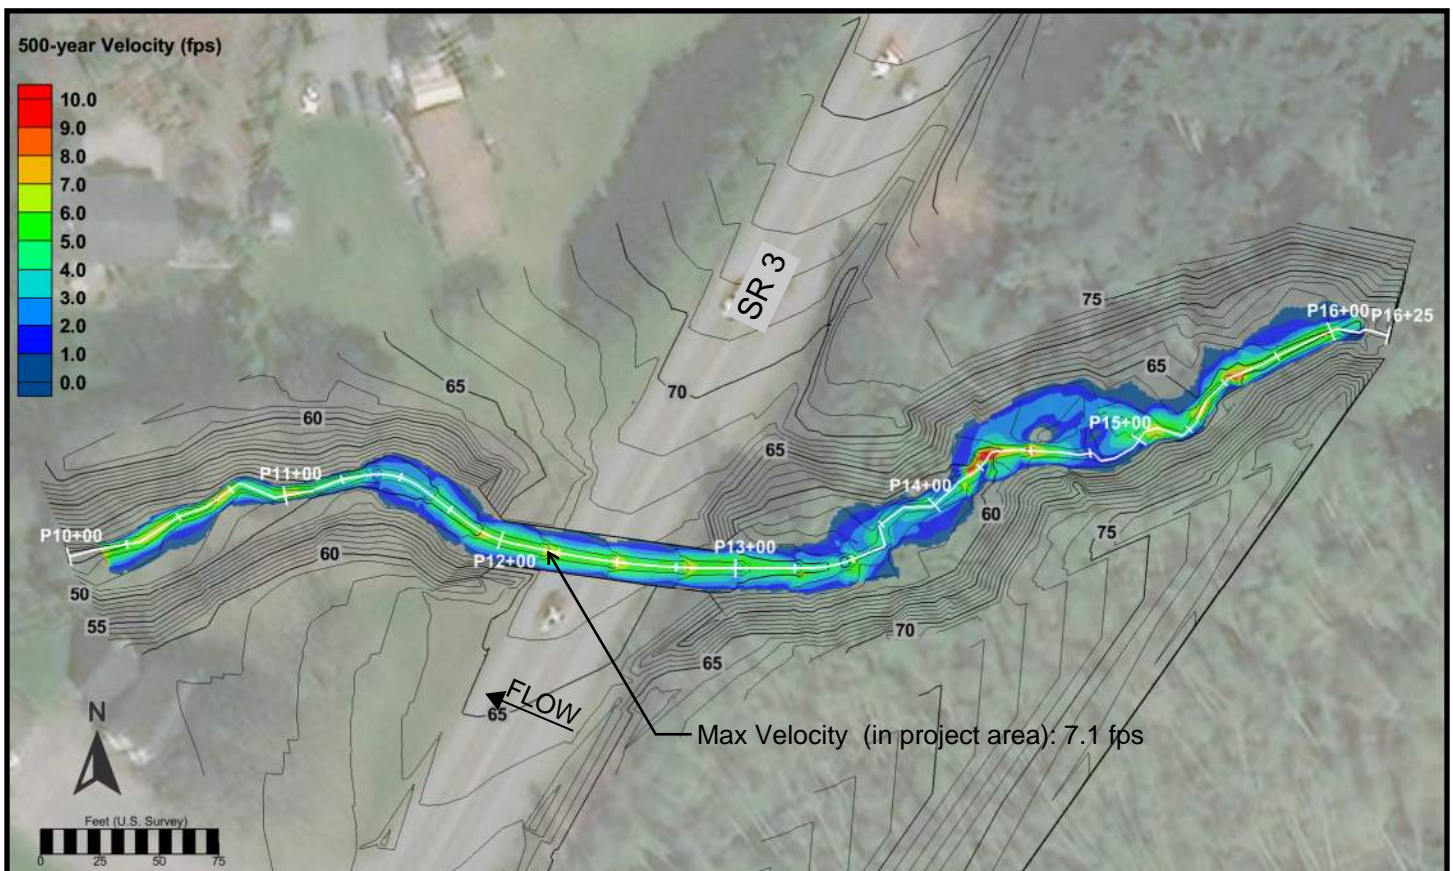 500-year Velocity (fps)
10.0
9.0
8.0
7.0
6.0
5.0
4.0
3.0
2.0
1.0
0.0
SR 3
75
P16+00
P16+25
65
65
70
60
65
P15+00
P11+00
P14+00
60
P10+00
75
P13+00
60
P12+00
50
55
70
65
FLOW
65
N
Max Velocity (in project area): 7.1 fps
Feet (U.S. Survey)
0 25 50 75